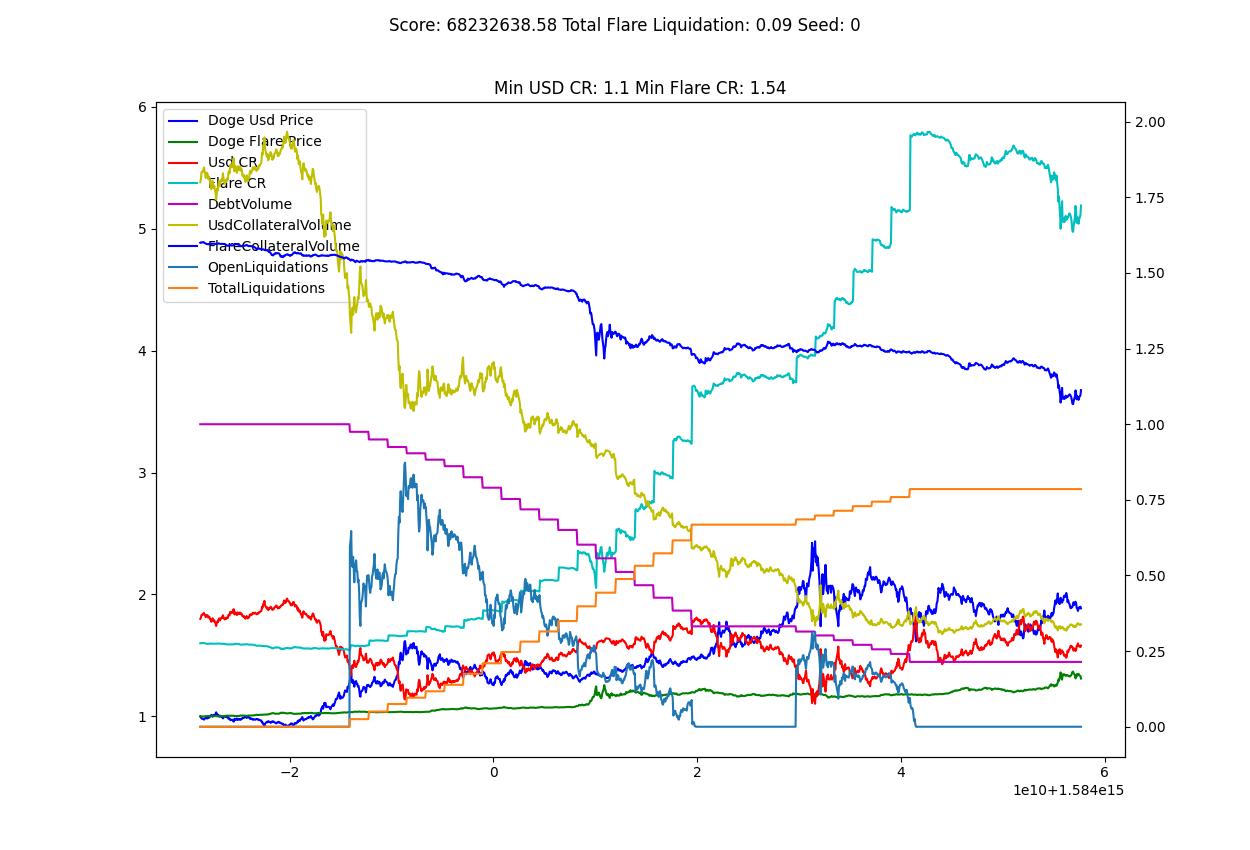 Score: 68232638.58 Total Flare Liquidation: 0.09 Seed: 0
Min USD CR: 1.1 Min Flare CR: 1.54
Doge Usd Price
Doge Flare Price
Usd CR
Flare CR
DebtVolume
UsdCollateralVolume
FlareCollateralVolume
OpenLiquidations
TotalLiquidations
6
5
4
3
2
1
2.00
1.75
1.50
1.25
1.00
0.75
0.50
0.25
0.00
−2
0
2
4
6
1e10+1.584e15